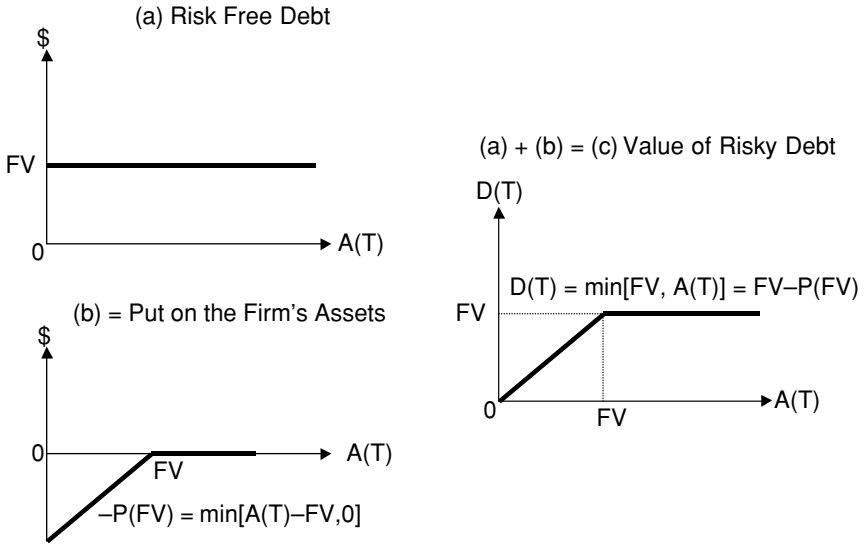 (a) Risk Free Debt
$
FV
0
A(T)
(b) = Put on the Firm's Assets
$
0
A(T)
FV
–P(FV) = min[A(T)–FV,0]
(a) + (b) = (c) Value of Risky Debt
D(T)
D(T) = min[FV, A(T)] = FV–P(FV)
FV
0
FV
A(T)